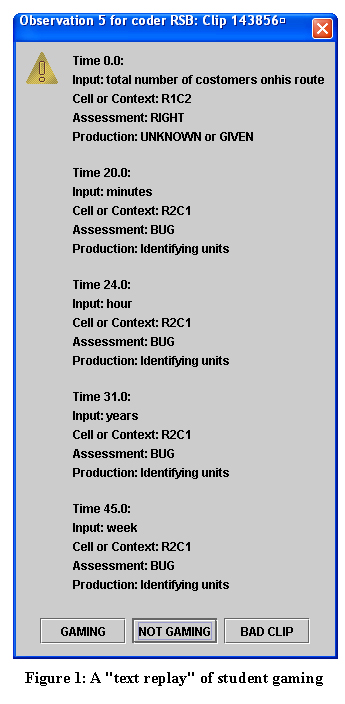 Observation 5 for coder RSB: Clip 143856▯
Time 0.0:
Input: total number of costomers onhis route
Cell or Context: R1C2
Assessment: RIGHT
Production: UNKNOWN or GIVEN
Time 20.0:
Input: minutes
Cell or Context: R2C1
Assessment: BUG
Production: Identifying units
Time 24.0:
Input: hour
Cell or Context: R2C1
Assessment: BUG
Production: Identifying units
Time 31.0:
Input: years
Cell or Context: R2C1
Assessment: BUG
Production: Identifying units
Time 45.0:
Input: week
Cell or Context: R2C1
Assessment: BUG
Production: Identifying units
GAMING NOT GAMING BAD CLIP
Figure 1: A "text replay" of student gaming